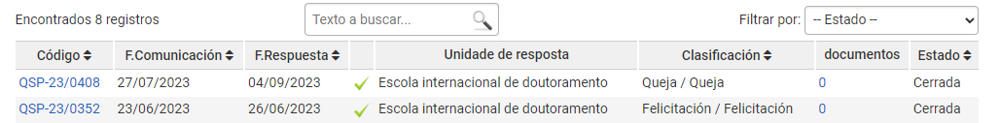 Encontrados 8 registros Texto a buscar... Filtrar por: -- Estado --
Código F.Comunicación F.Respuesta Unidade de resposta Clasificación documentos Estado
QSP-23/0408 27/07/2023 04/09/2023 Escola internacional de doutoramento Queja / Queja 0 Cerrada
QSP-23/0352 23/06/2023 26/06/2023 Escola internacional de doutoramento Felicitación / Felicitación 0 Cerrada